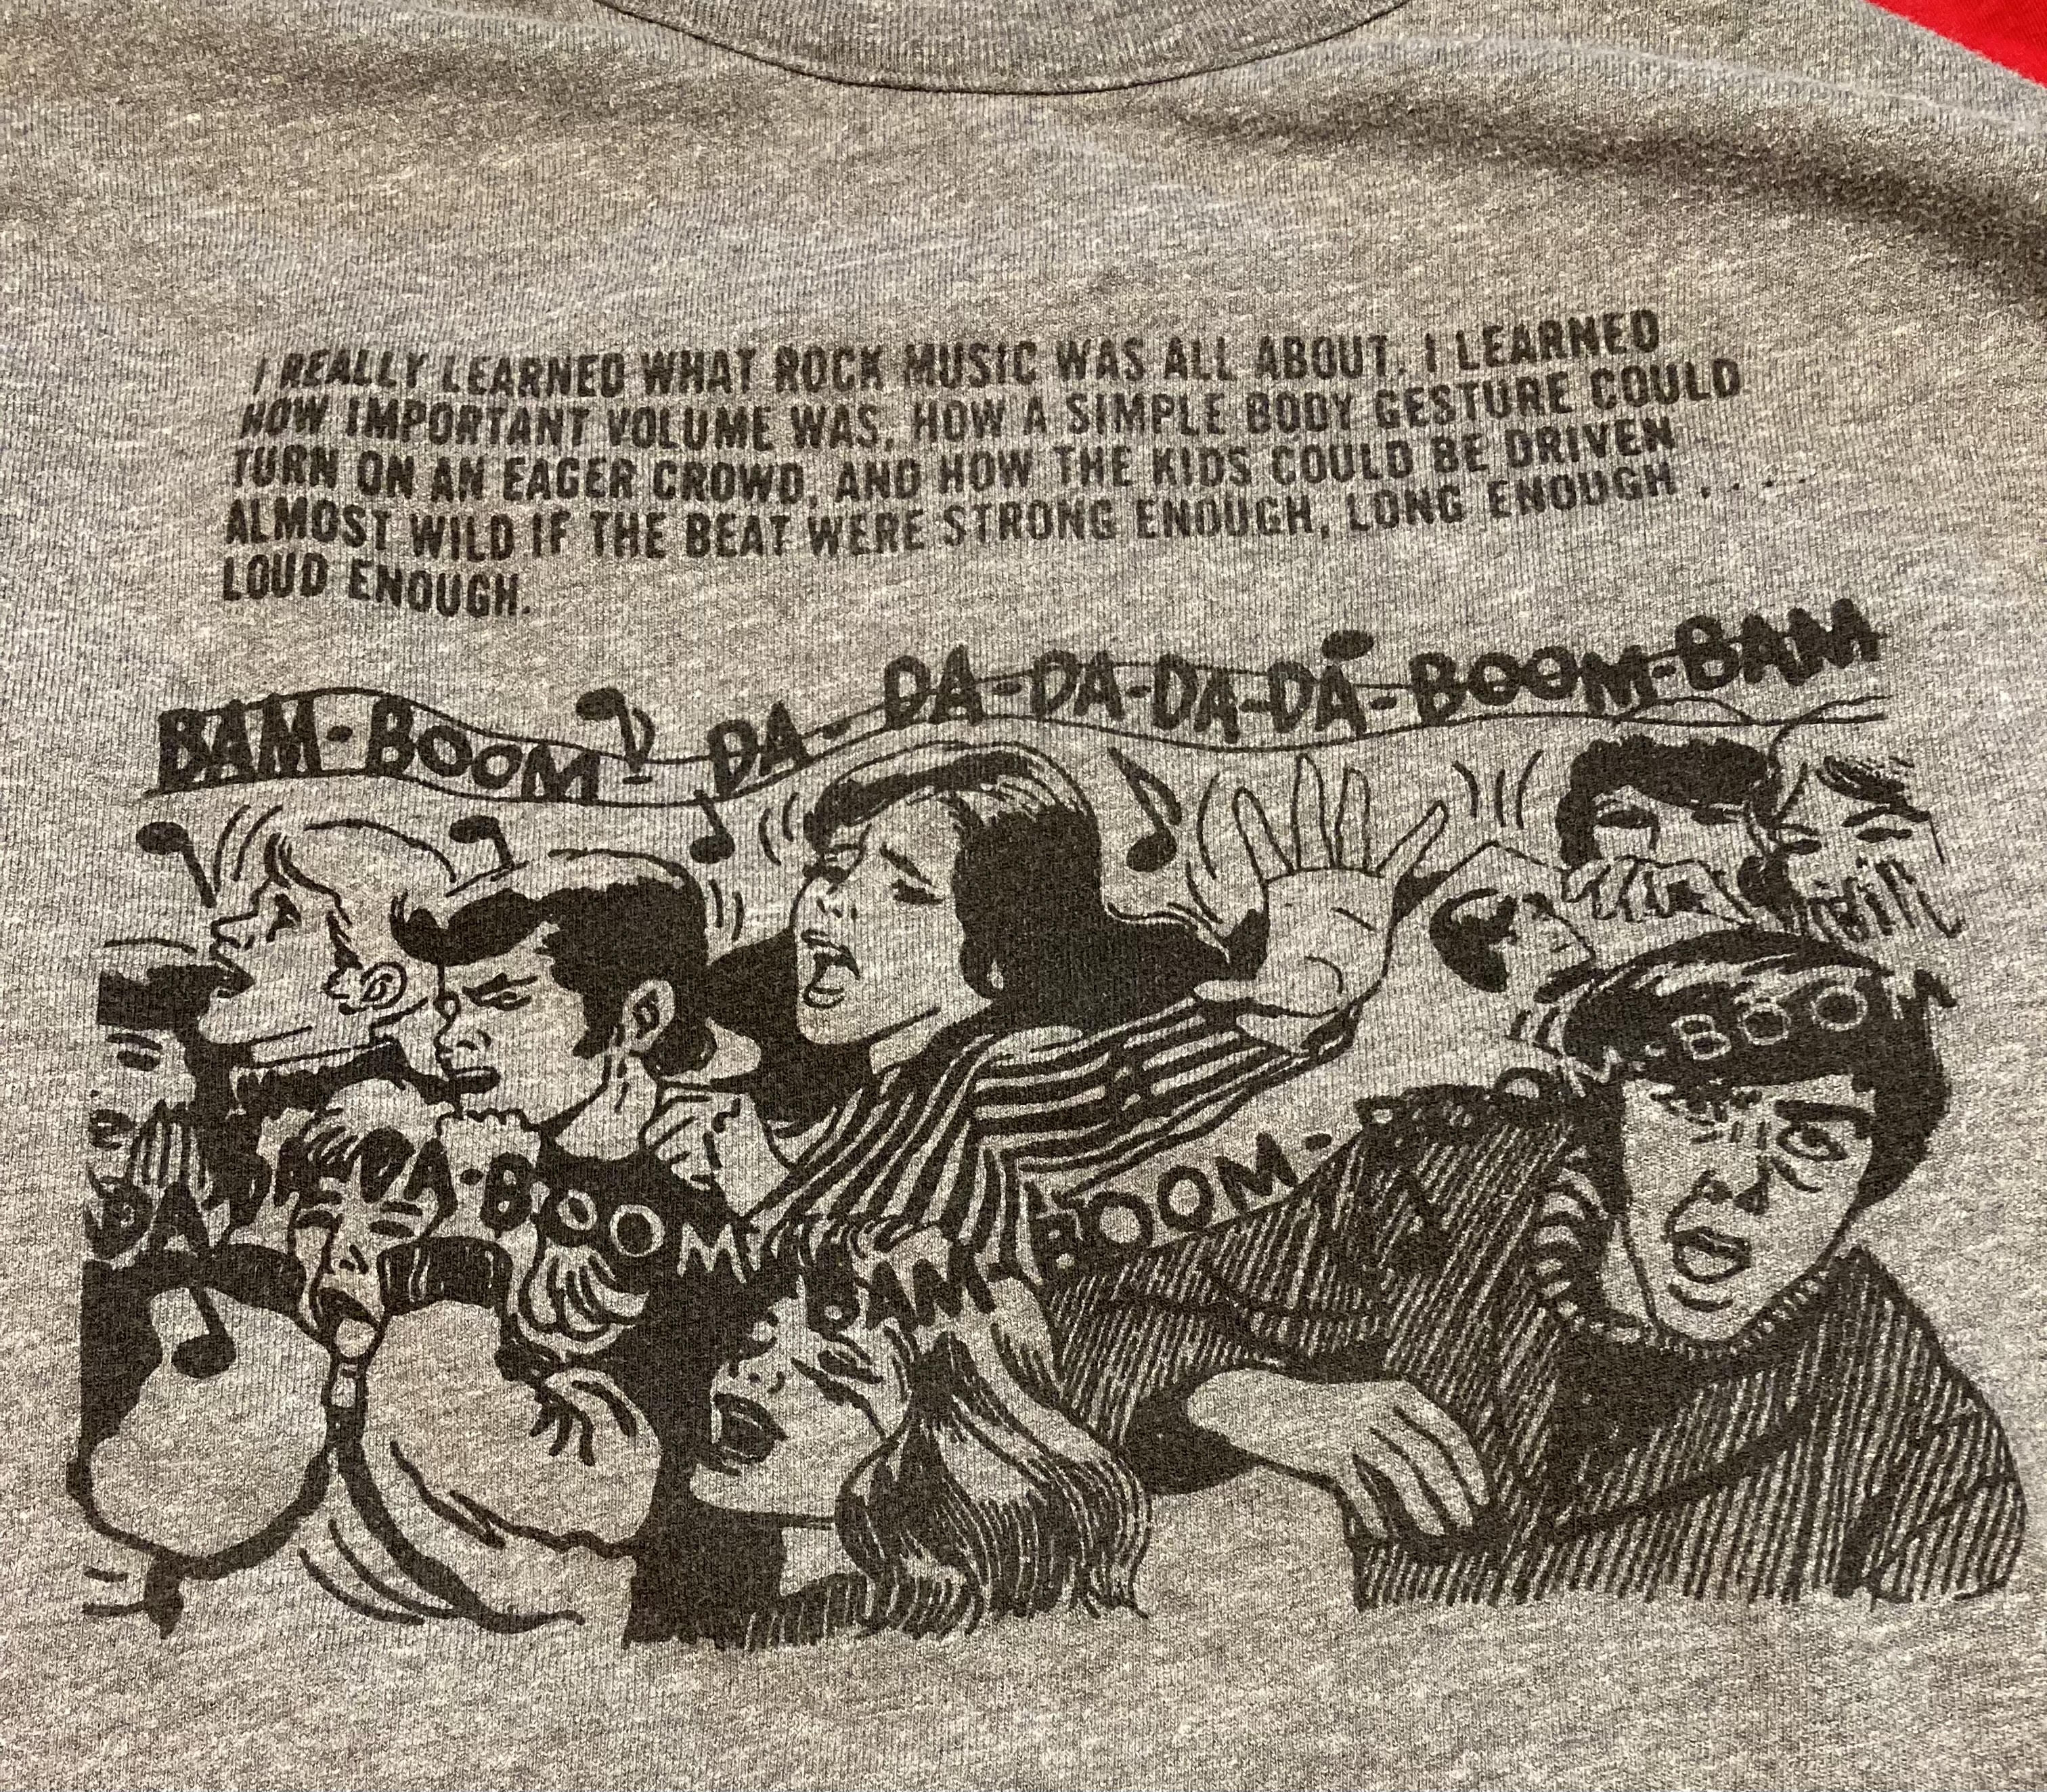 I REALLY LEARNED WHAT ROCK MUSIC WAS ALL ABOUT. I LEARNED
HOW IMPORTANT VOLUME WAS, HOW A SIMPLE BODY GESTURE COULD
TURN ON AN EAGER CROWD, AND HOW THE KIDS COULD BE DRIVEN
ALMOST WILD IF THE BEAT WERE STRONG ENOUGH, LONG ENOUGH . . . .
LOUD ENOUGH.
BAM-BOOM DA-DA-DA-DA-DA-BOOM-BAM
DA DA-BOOM BAM-BOOM- BOOM